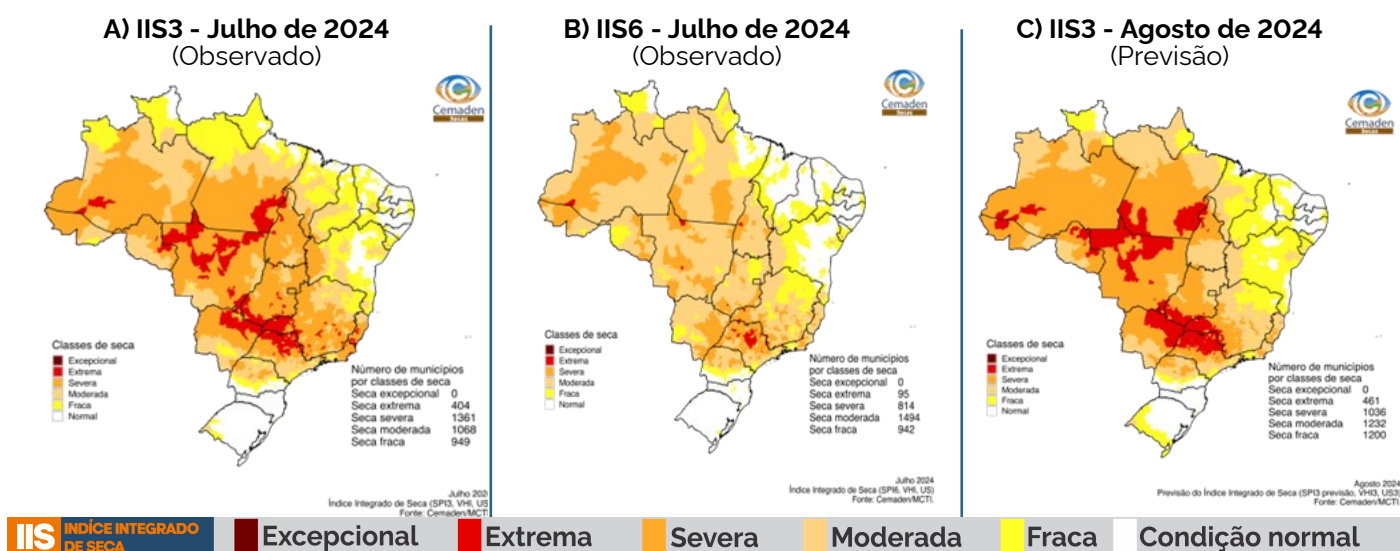 A) IIS3 - Julho de 2024
(Observado)
Cemaden
Secas
Classes de seca
Excepcional
Extrema
Severa
Moderada
Fraca
Normal
Número de municípios
por classes de seca
Seca excepcional 0
Seca extrema 404
Seca severa 1361
Seca moderada 1068
Seca fraca 949
Julho 202
Índice Integrado de Seca (SPI3, VHI, US
Fonte: Cemaden/MCT
B) IIS6 - Julho de 2024
(Observado)
Cemaden
Secas
Classes de seca
Excepcional
Extrema
Severa
Moderada
Fraca
Normal
Número de municípios
por classes de seca
Seca excepcional 0
Seca extrema 95
Seca severa 814
Seca moderada 1494
Seca fraca 942
Julho 2024
Índice Integrado de Seca (SPI6, VHI, US)
Fonte: Cemaden/MCTI.
C) IIS3 - Agosto de 2024
(Previsão)
Cemaden
Secas
Classes de seca
Excepcional
Extrema
Severa
Moderada
Fraca
Normal
Número de municípios
por classes de seca
Seca excepcional 0
Seca extrema 461
Seca severa 1036
Seca moderada 1232
Seca fraca 1200
Agosto 2024
Previsão do Índice Integrado de Seca (SPI3 previsão, VHI3, US3)
Fonte: Cemaden/MCTI.
IIS INDÍCE INTEGRADO
DE SECA
Excepcional
Extrema
Severa
Moderada
Fraca
Condição normal